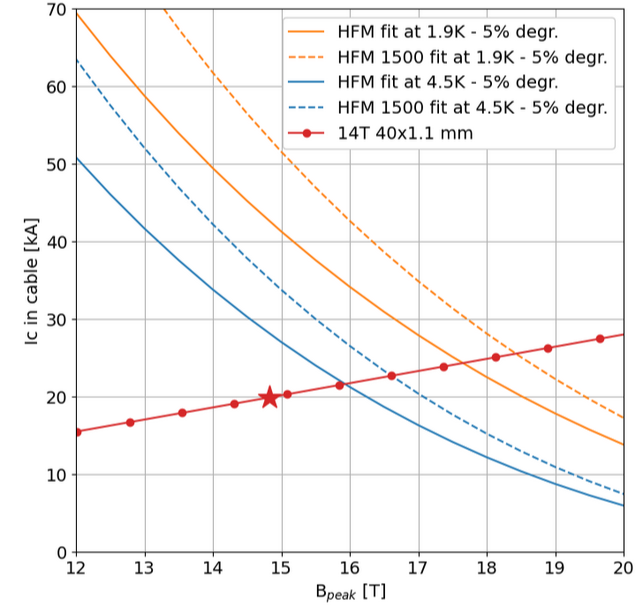 70
60
50
40
30
20
10
0
Ic in cable [kA]
HFM fit at 1.9K - 5% degr.
HFM 1500 fit at 1.9K - 5% degr.
HFM fit at 4.5K - 5% degr.
HFM 1500 fit at 4.5K - 5% degr.
14T 40x1.1 mm
12 13 14 15 16 17 18 19 20
Bpeak [T]